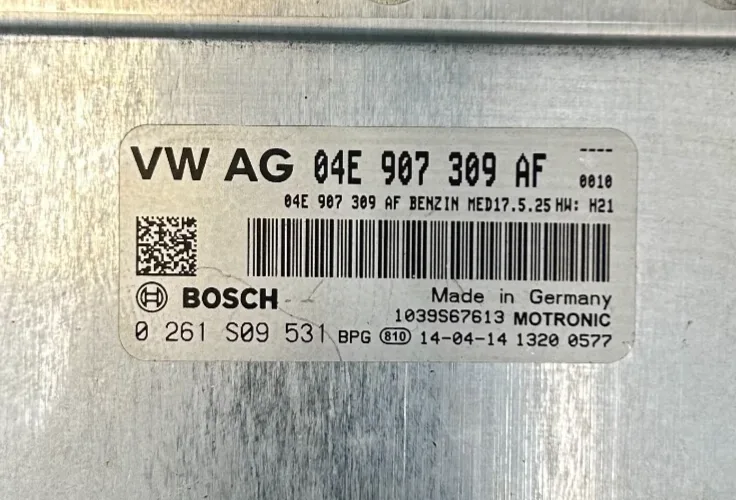 ----
VW AG 04E 907 309 AF 0010
04E 907 309 AF BENZIN MED17.5.25 HW: H21
BOSCH -- Made in Germany
1039S67613 MOTRONIC
0 261 S09 531 BPG 810 14-04-14 1320 0577